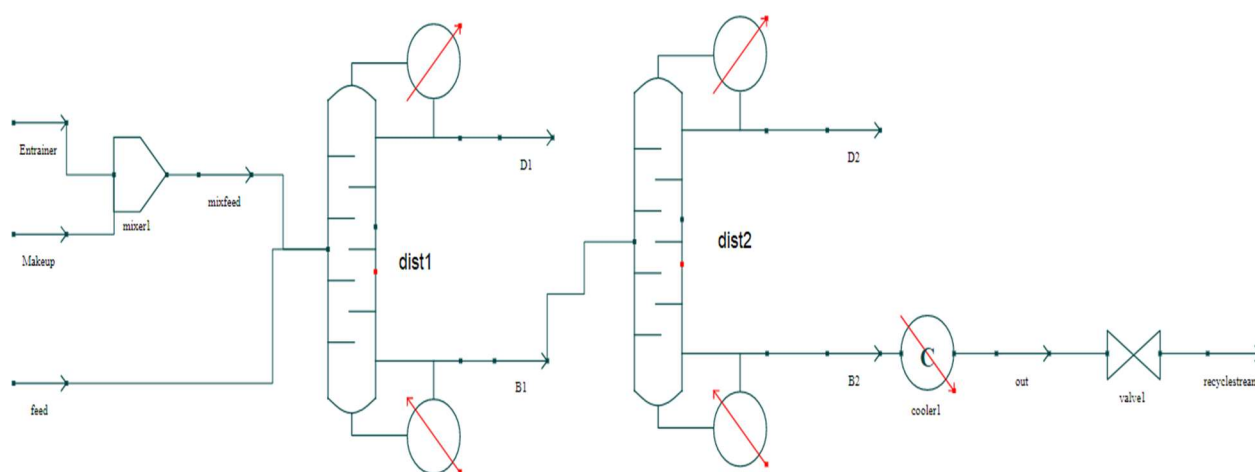 Entrainer
mixer1
mixfeed
Makeup
feed
dist1
D1
B1
dist2
D2
B2
C
cooler1
out
valve1
recyclestream